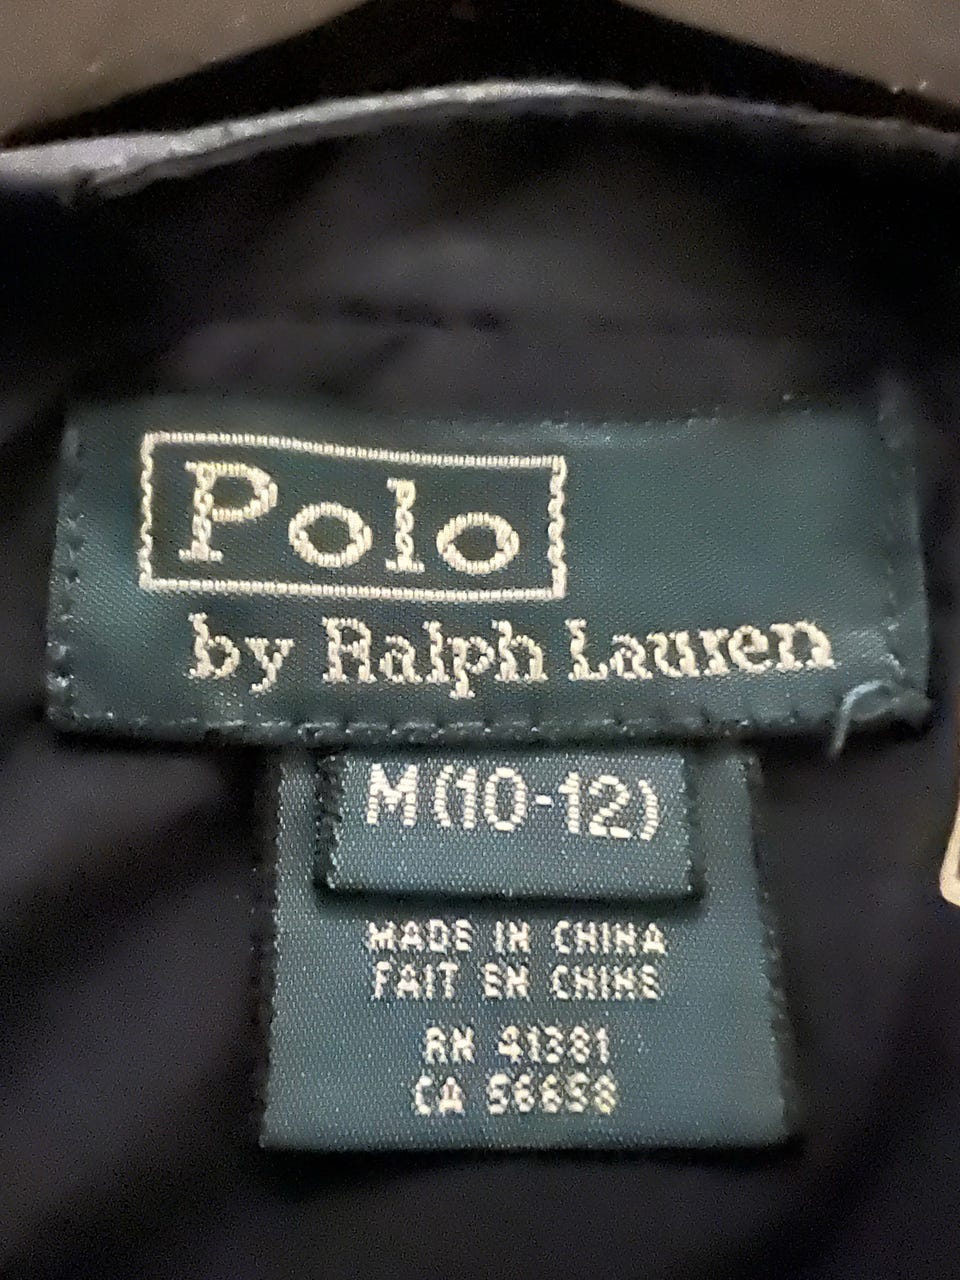 Polo
by Ralph Lauren
M (10-12)
MADE IN CHINA
FAIT EN CHINE
RN 41381
CA 56658